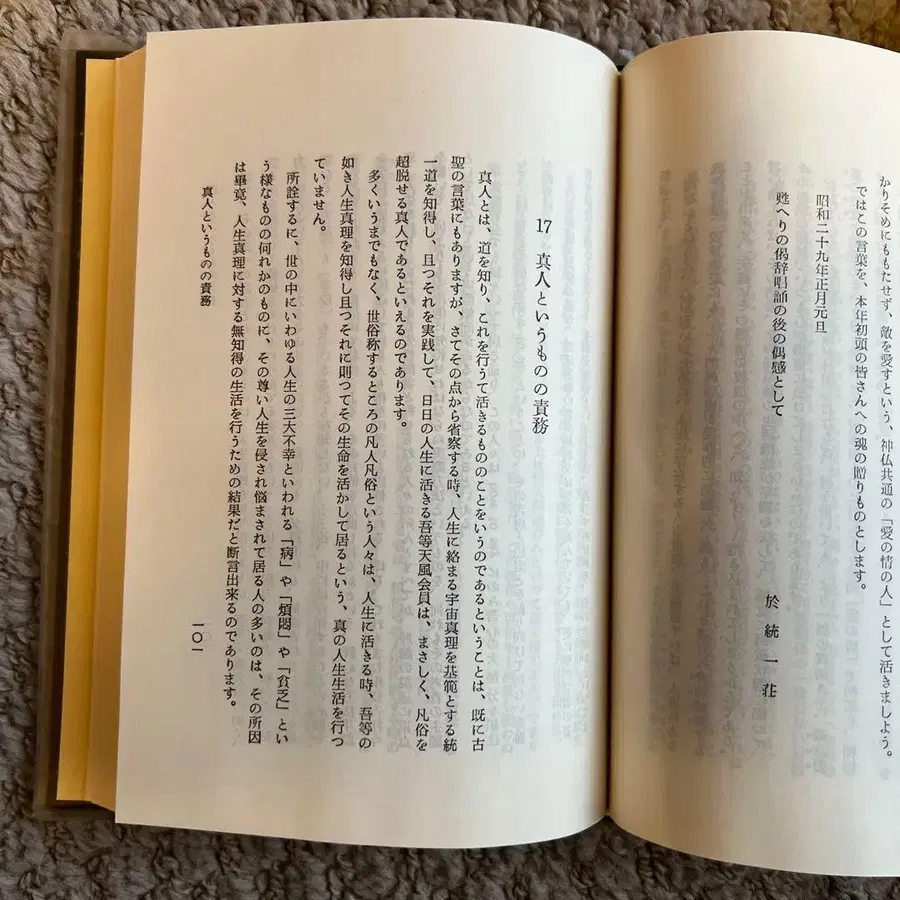 かりそめにももたせず、敵を愛すという、神仏共通の『愛の情の人』として活きましよう。
ではこの言葉を、本年初頭の皆さんへの魂の贈りものとします。
昭和二十九年正月元旦
甦へりの偈辞唱誦の後の偶感として
於統一荘
17 真人というものの責務
真人とは、道を知り、これを行うて活きるもののことをいうのであるということは、既に古
聖の言葉にもありますが、さてその点から省察する時、人生に絡まる宇宙真理を基範とする統
一道を知得し、且つそれを実践して、日日の人生に活きる吾等天風会員は、まさしく、凡俗を
超脱せる真人であるといえるのであります。
多くいうまでもなく、世俗称するところの凡人凡俗という人々は、人生に活きる時、吾等の
如き人生真理を知得し且つそれに則つてその生命を活かして居るという、真の人生生活を行つ
ていません。
所詮するに、世の中にいわゆる人生の三大不幸といわれる「病」や「煩悶」や「貧乏」とい
う様なものの何れかのものに、その尊い人生を侵され悩まされて居る人の多いのは、その所因
は畢竟、人生真理に対する無知得の生活を行うための結果だと断言出来るのであります。
真人というものの責務
一〇一